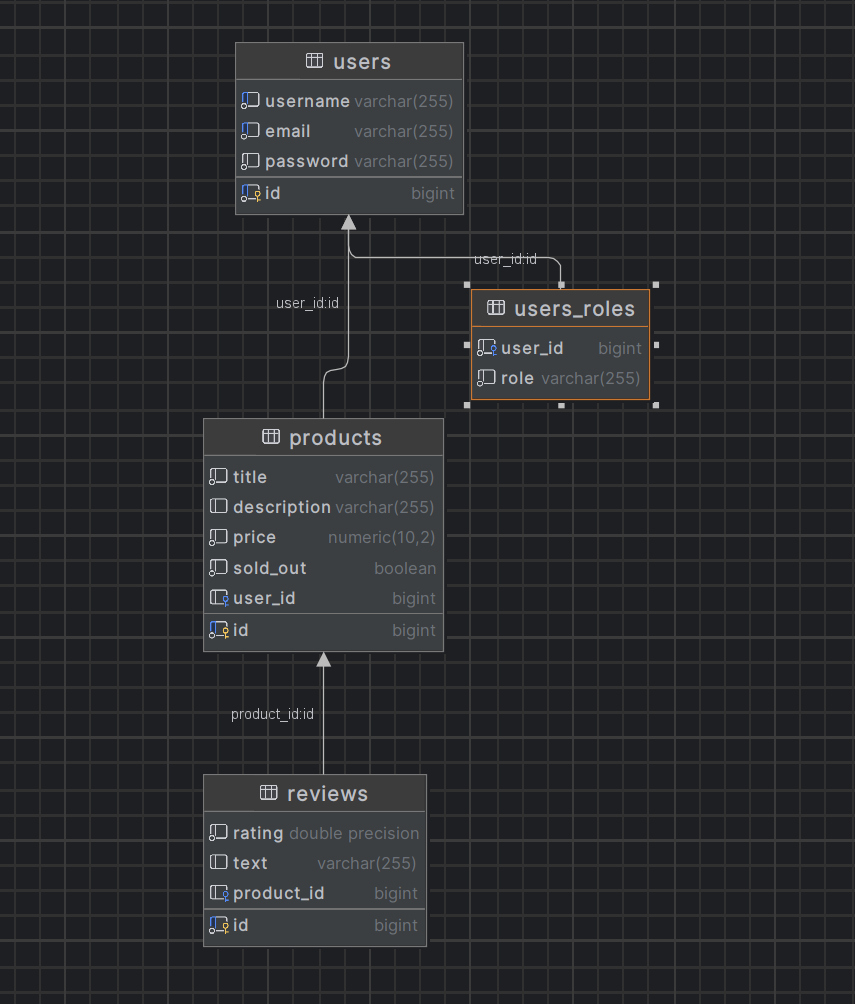 users
username varchar(255)
email varchar(255)
password varchar(255)
id bigint
user_id:id
user_id:id
users_roles
user_id bigint
role varchar(255)
products
title varchar(255)
description varchar(255)
price numeric(10,2)
sold_out boolean
user_id bigint
id bigint
product_id:id
reviews
rating double precision
text varchar(255)
product_id bigint
id bigint